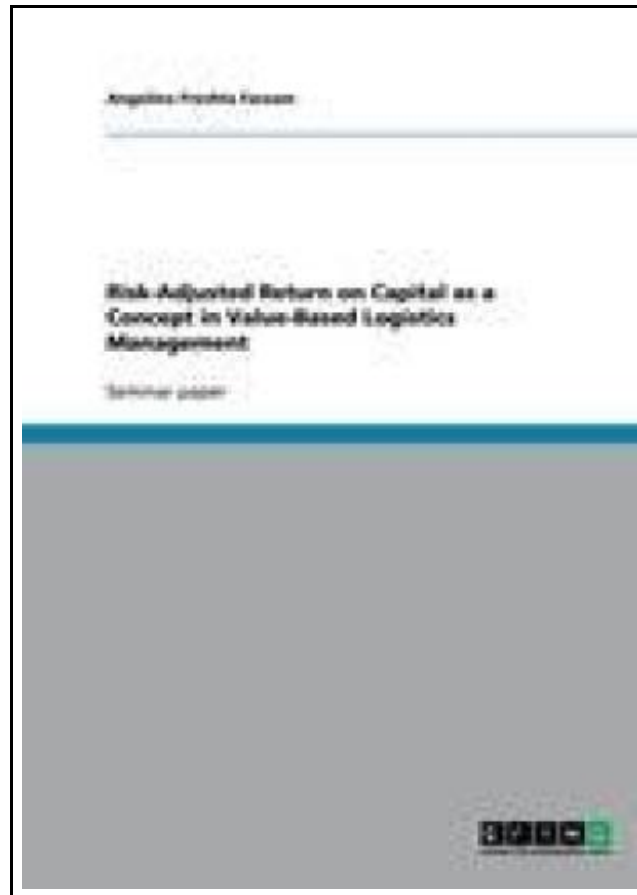 Risk-Adjusted Return on Capital as a
Concept in Value-Based Logistics
Management
Seminar paper